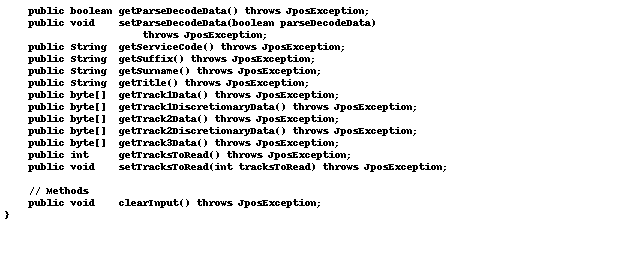 public boolean getParseDecodeData() throws JposException;
public void    setParseDecodeData(boolean parseDecodeData)
                   throws JposException;
public String  getServiceCode() throws JposException;
public String  getSuffix() throws JposException;
public String  getSurname() throws JposException;
public String  getTitle() throws JposException;
public byte[]  getTrack1Data() throws JposException;
public byte[]  getTrack1DiscretionaryData() throws JposException;
public byte[]  getTrack2Data() throws JposException;
public byte[]  getTrack2DiscretionaryData() throws JposException;
public byte[]  getTrack3Data() throws JposException;
public int     getTracksToRead() throws JposException;
public void    setTracksToRead(int tracksToRead) throws JposException;

// Methods
public void    clearInput() throws JposException;
}